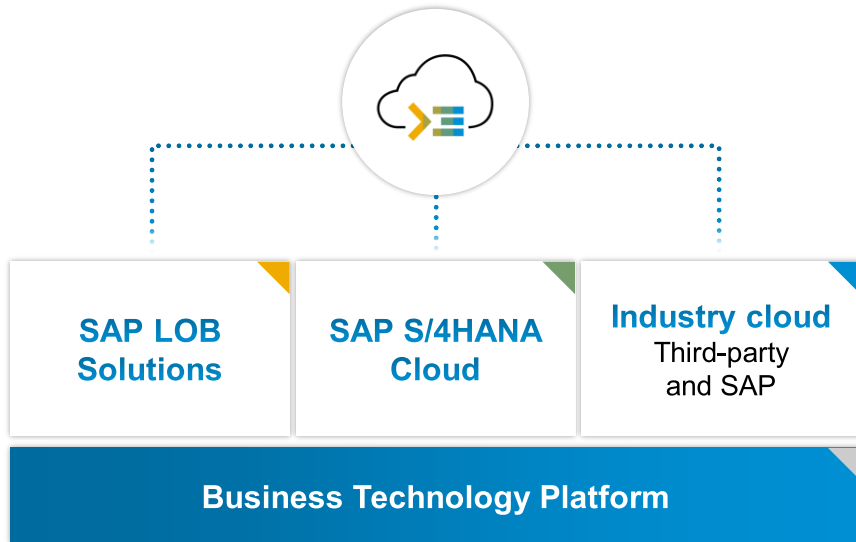 SAP LOB
Solutions
SAP S/4HANA
Cloud
Industry cloud
Third-party
and SAP
Business Technology Platform